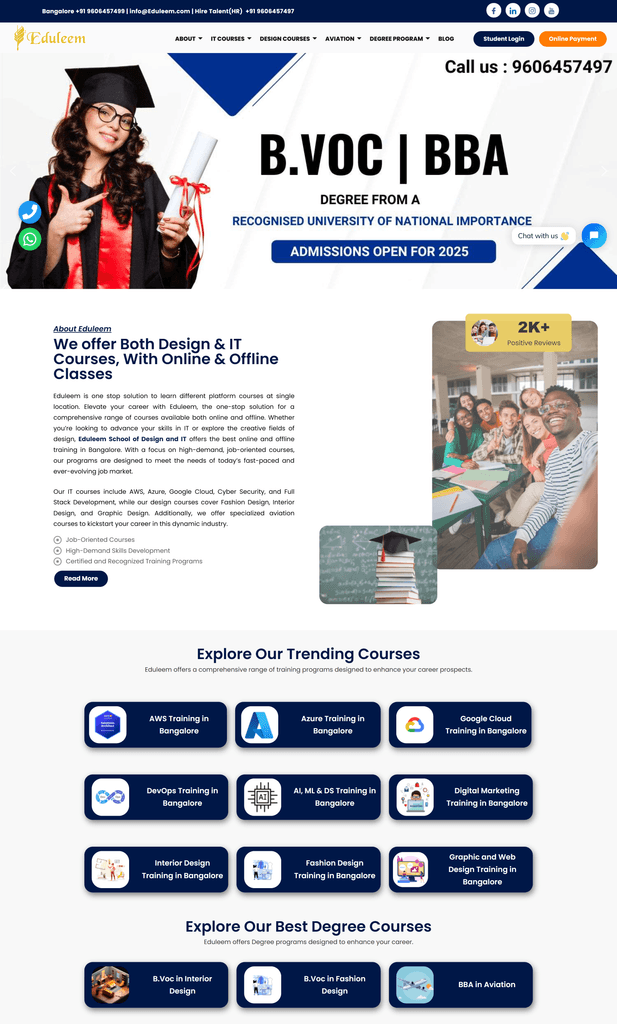 Bangalore +91 9606457499 | info@Eduleem.com | Hire Talent(HR) +91 9606457497
Eduleem
ABOUT IT COURSES DESIGN COURSES AVIATION DEGREE PROGRAM BLOG
Student Login
Online Payment
Call us : 9606457497
B.VOC | BBA
DEGREE FROM A
RECOGNISED UNIVERSITY OF NATIONAL IMPORTANCE
ADMISSIONS OPEN FOR 2025
Chat with us
About Eduleem
We offer Both Design & IT
Courses, With Online & Offline
Classes
Eduleem is one stop solution to learn different platform courses at single
location. Elevate your career with Eduleem, the one-stop solution for a
comprehensive range of courses available both online and offline. Whether
you're looking to advance your skills in IT or explore the creative fields of
design, Eduleem School of Design and IT offers the best online and offline
training in Bangalore. With a focus on high-demand, job-oriented courses,
our programs are designed to meet the needs of today's fast-paced and
ever-evolving job market.
Our IT courses include AWS, Azure, Google Cloud, Cyber Security, and Full
Stack Development, while our design courses cover Fashion Design, Interior
Design, and Graphic Design. Additionally, we offer specialized aviation
courses to kickstart your career in this dynamic industry.
Job-Oriented Courses
High-Demand Skills Development
Certified and Recognized Training Programs
Read More
2K+
Positive Reviews
Explore Our Trending Courses
Eduleem offers a comprehensive range of training programs designed to enhance your career prospects.
AWS Training in
Bangalore
Azure Training in
Bangalore
Google Cloud
Training in Bangalore
DevOps Training in
Bangalore
AI
AI, ML & DS Training in
Bangalore
Digital Marketing
Training in Bangalore
Interior Design
Training in Bangalore
Fashion Design
Training in Bangalore
Graphic and Web
Design Training in
Bangalore
Explore Our Best Degree Courses
Eduleem offers Degree programs designed to enhance your career.
B.Voc in Interior
Design
B.Voc in Fashion
Design
BBA in Aviation